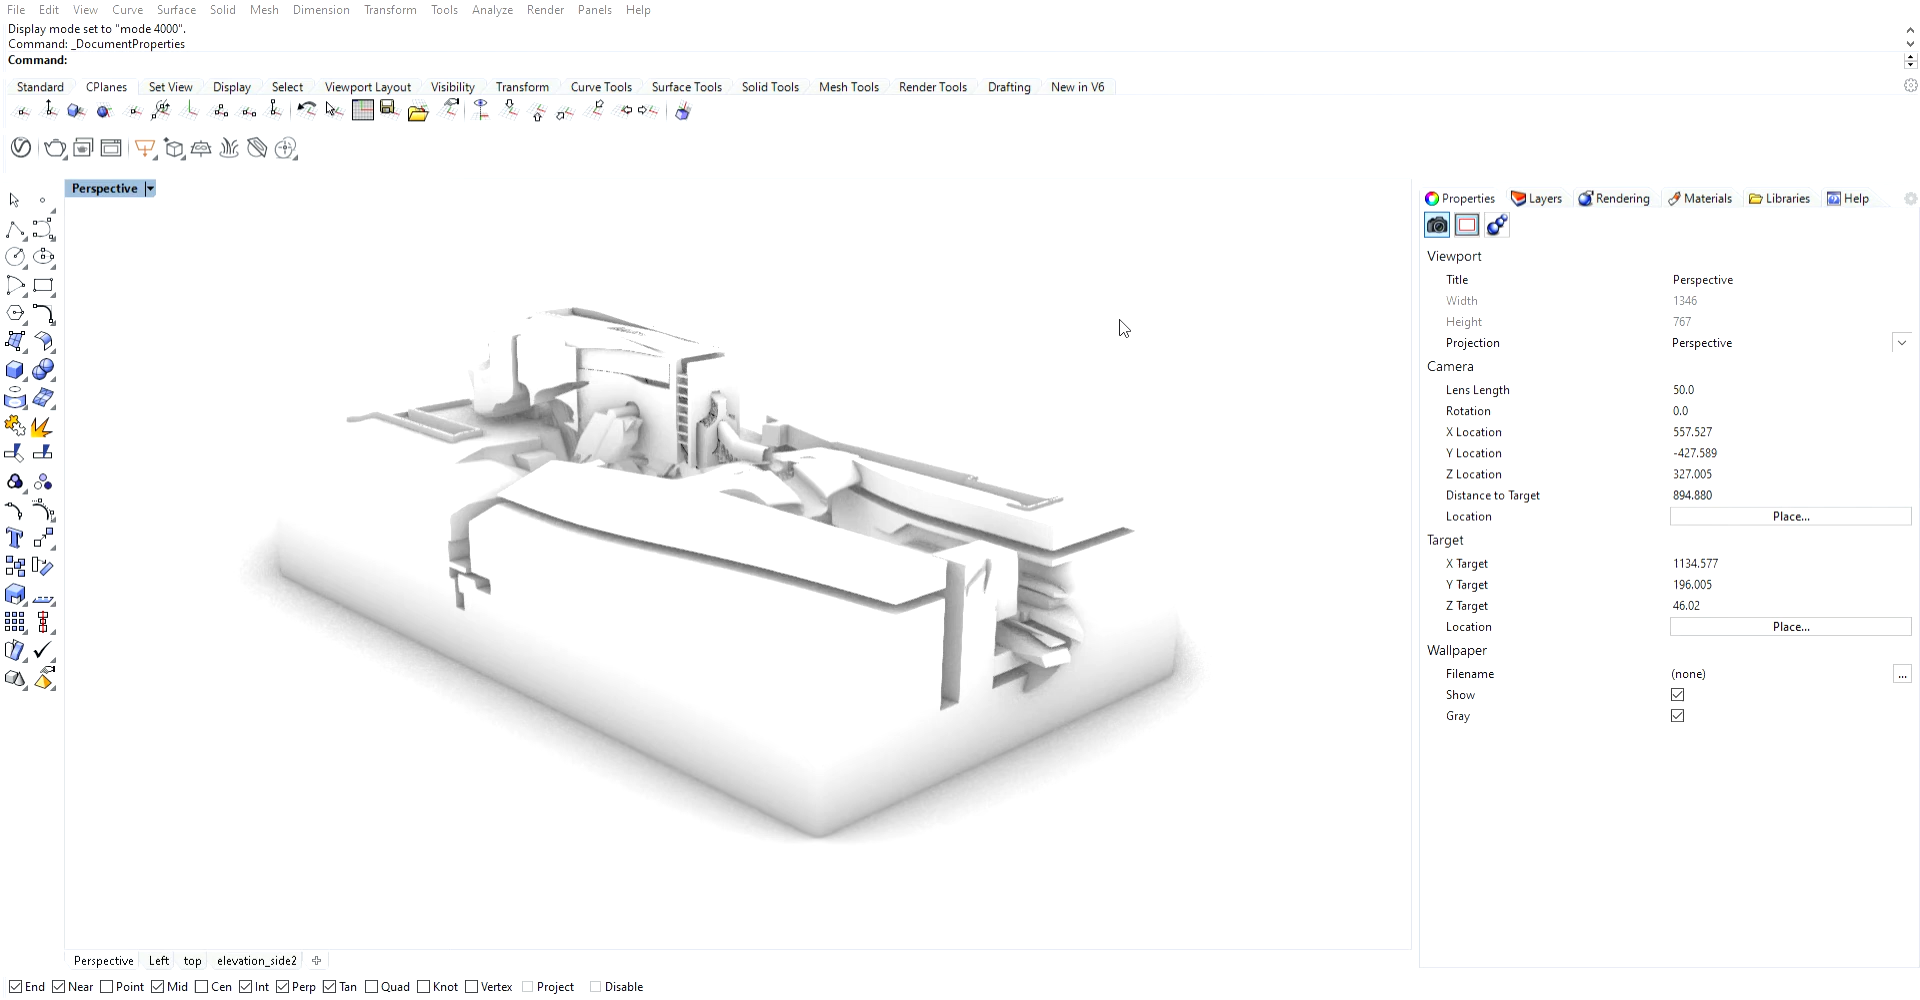 File Edit View Curve Surface Solid Mesh Dimension Transform Tools Analyze Render Panels Help
Display mode set to "mode 4000".
Command: _DocumentProperties
Command:
Standard CPlanes Set View Display Select Viewport Layout Visibility Transform Curve Tools Surface Tools Solid Tools Mesh Tools Render Tools Drafting New in V6
Perspective
Properties Layers Rendering Materials Libraries Help
Viewport
Title Perspective
Width 1346
Height 767
Projection Perspective
Camera
Lens Length 50.0
Rotation 0.0
X Location 557.527
Y Location -427.589
Z Location 327.005
Distance to Target 894.880
Location Place...
Target
X Target 1134.577
Y Target 196.005
Z Target 46.02
Location Place...
Wallpaper
Filename (none) ...
Show
Gray
Perspective Left top elevation_side2
End Near Point Mid Cen Int Perp Tan Quad Knot Vertex Project Disable